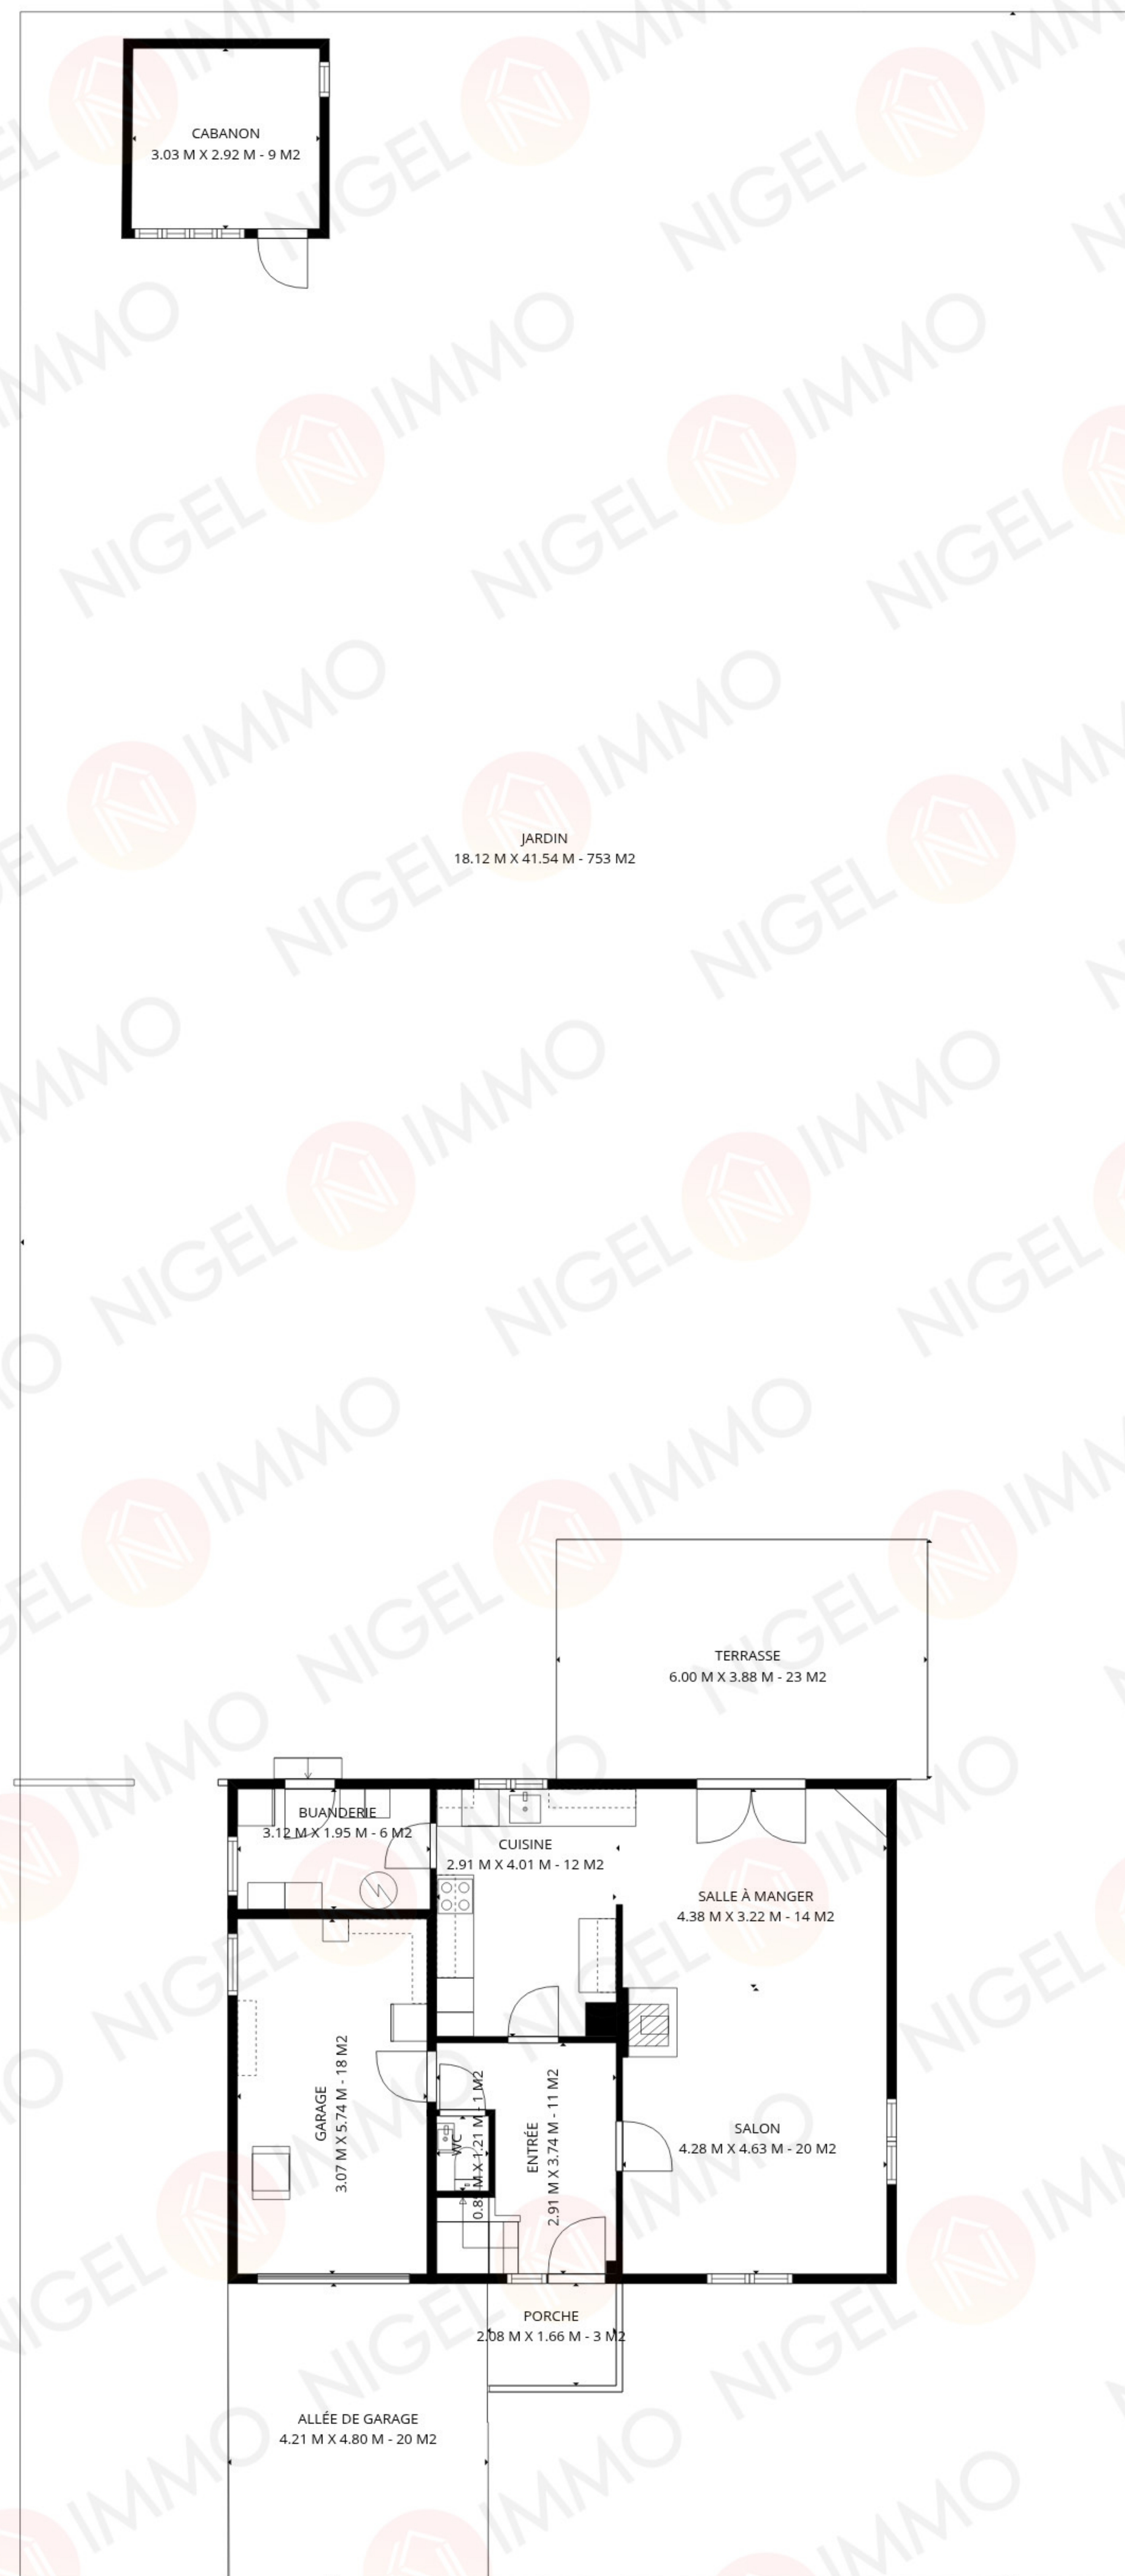 CABANON
3.03 M X 2.92 M - 9 M2
JARDIN
18.12 M X 41.54 M - 753 M2
TERRASSE
6.00 M X 3.88 M - 23 M2
BUANDERIE
3.12 M X 1.95 M - 6 M2
CUISINE
2.91 M X 4.01 M - 12 M2
SALLE À MANGER
4.38 M X 3.22 M - 14 M2
GARAGE
3.07 M X 5.74 M - 18 M2
WC
M X 1.21 M - 1 M2
ENTRÉE
2.91 M X 3.74 M - 11 M2
SALON
4.28 M X 4.63 M - 20 M2
PORCHE
2.08 M X 1.66 M - 3 M2
ALLÉE DE GARAGE
4.21 M X 4.80 M - 20 M2
NIGEL IMMO